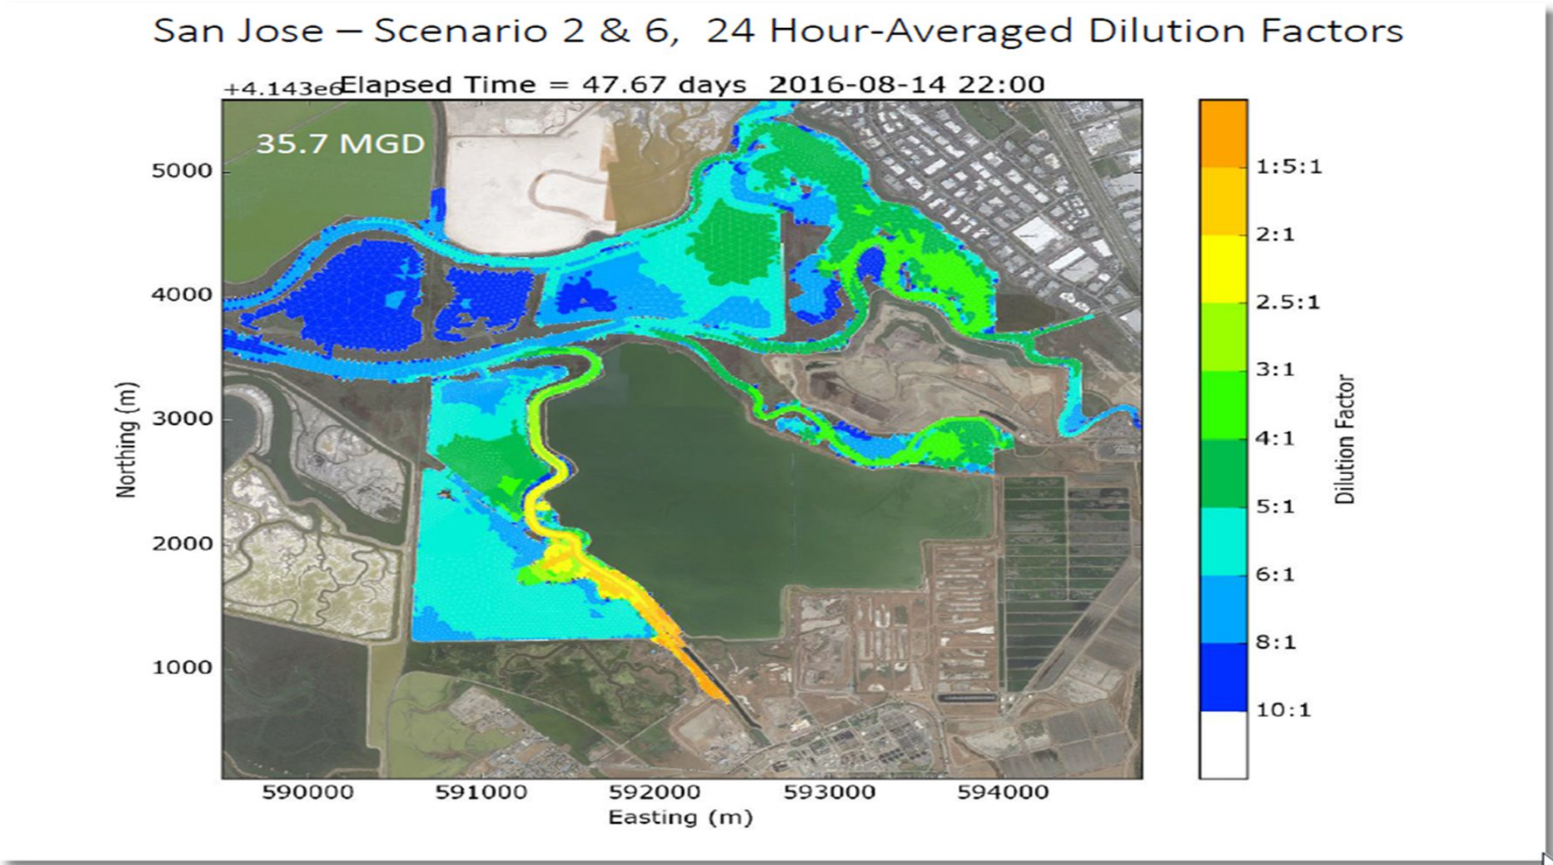 San Jose – Scenario 2 & 6, 24 Hour-Averaged Dilution Factors
+4.143e6
Elapsed Time = 47.67 days 2016-08-14 22:00
35.7 MGD
5000
4000
3000
2000
1000
Northing (m)
590000 591000 592000 593000 594000
Easting (m)
1:5:1
2:1
2.5:1
3:1
4:1
5:1
6:1
8:1
10:1
Dilution Factor